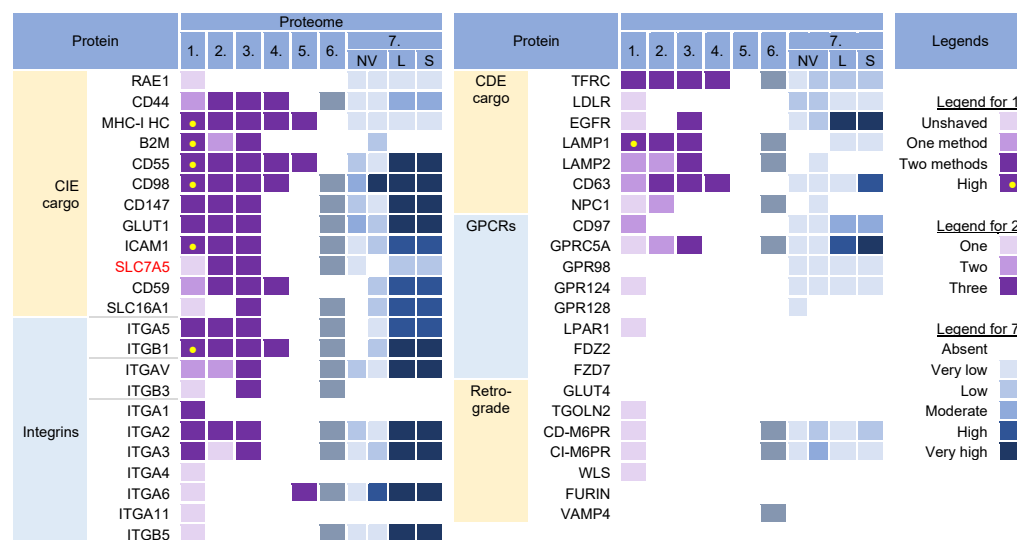 Protein
Proteome
1. 2. 3. 4. 5. 6. 7.
NV L S
CIE
cargo
RAE1
CD44
MHC-I HC
B2M
CD55
CD98
CD147
GLUT1
ICAM1
SLC7A5
CD59
SLC16A1
Integrins
ITGA5
ITGB1
ITGAV
ITGB3
ITGA1
ITGA2
ITGA3
ITGA4
ITGA6
ITGA11
ITGB5
Protein
1. 2. 3. 4. 5. 6. 7.
NV L S
CDE
cargo
TFRC
LDLR
EGFR
LAMP1
LAMP2
CD63
NPC1
GPCRs
CD97
GPRC5A
GPR98
GPR124
GPR128
LPAR1
FDZ2
FZD7
Retro-
grade
GLUT4
TGOLN2
CD-M6PR
CI-M6PR
WLS
FURIN
VAMP4
Legends
Legend for 1
Unshaved
One method
Two methods
High
Legend for 2
One
Two
Three
Legend for 7
Absent
Very low
Low
Moderate
High
Very high